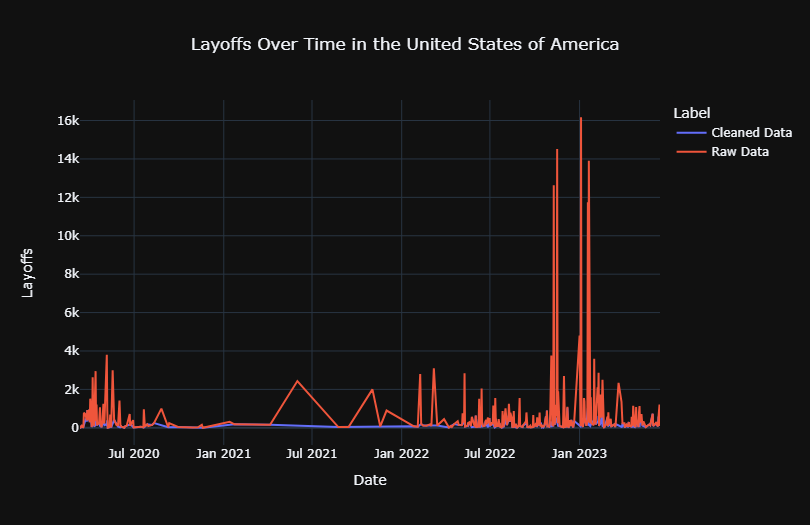 Layoffs Over Time in the United States of America
Label
Cleaned Data
Raw Data
Layoffs
16k
14k
12k
10k
8k
6k
4k
2k
0
Jul 2020 Jan 2021 Jul 2021 Jan 2022 Jul 2022 Jan 2023
Date